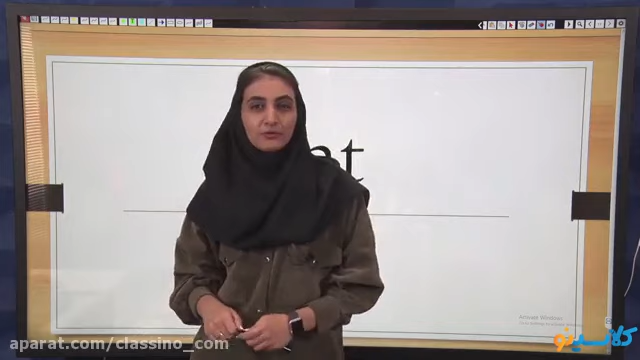 at
Activate Windows
aparat.com/classino_com
کلاسینو